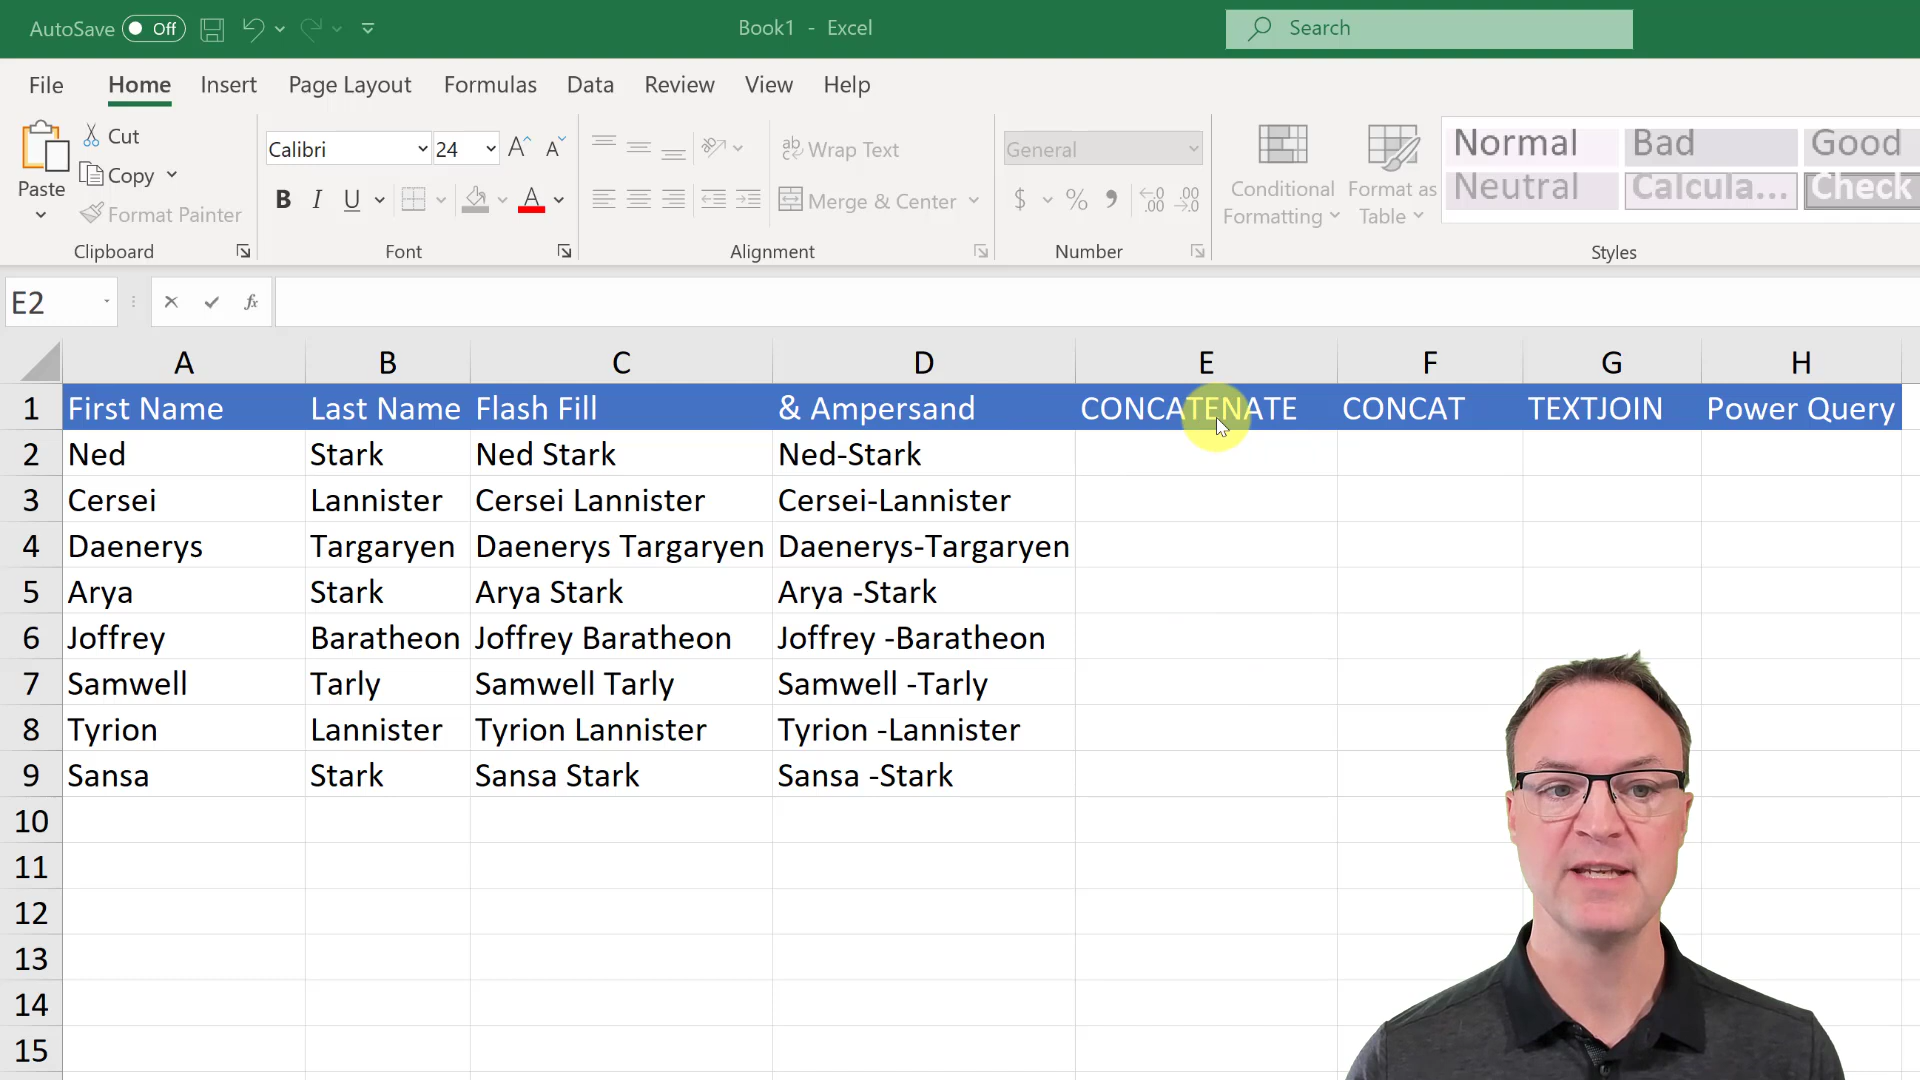 AutoSave Off Book1 - Excel Search
File Home Insert Page Layout Formulas Data Review View Help
Paste Cut Copy Format Painter Clipboard
Calibri 24 A A
B I U A Font
ab Wrap Text
Merge & Center Alignment
General
$ % , .00 .00 Number
Conditional Formatting Format as Table
Normal Bad Good
Neutral Calcula... Check
Styles
E2 fx
A B C D E F G H
1 First Name Last Name Flash Fill & Ampersand CONCATENATE CONCAT TEXTJOIN Power Query
2 Ned Stark Ned Stark Ned-Stark
3 Cersei Lannister Cersei Lannister Cersei-Lannister
4 Daenerys Targaryen Daenerys Targaryen Daenerys-Targaryen
5 Arya Stark Arya Stark Arya -Stark
6 Joffrey Baratheon Joffrey Baratheon Joffrey -Baratheon
7 Samwell Tarly Samwell Tarly Samwell -Tarly
8 Tyrion Lannister Tyrion Lannister Tyrion -Lannister
9 Sansa Stark Sansa Stark Sansa -Stark
10
11
12
13
14
15